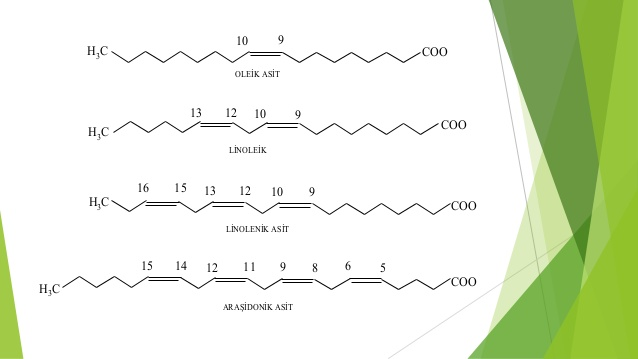 10 9
H3C COO
OLEİK ASİT
13 12 10 9
H3C COO
LİNOLEİK
16 15 13 12 10 9
H3C COO
LİNOLENİK ASİT
15 14 12 11 9 8 6 5
H3C COO
ARAŞİDONİK ASİT